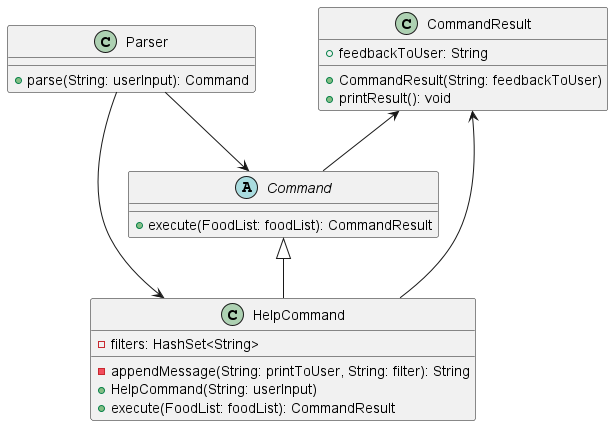 C Parser
parse(String: userInput): Command
C CommandResult
feedbackToUser: String
CommandResult(String: feedbackToUser)
printResult(): void
A Command
execute(FoodList: foodList): CommandResult
C HelpCommand
filters: HashSet<String>
appendMessage(String: printToUser, String: filter): String
HelpCommand(String: userInput)
execute(FoodList: foodList): CommandResult